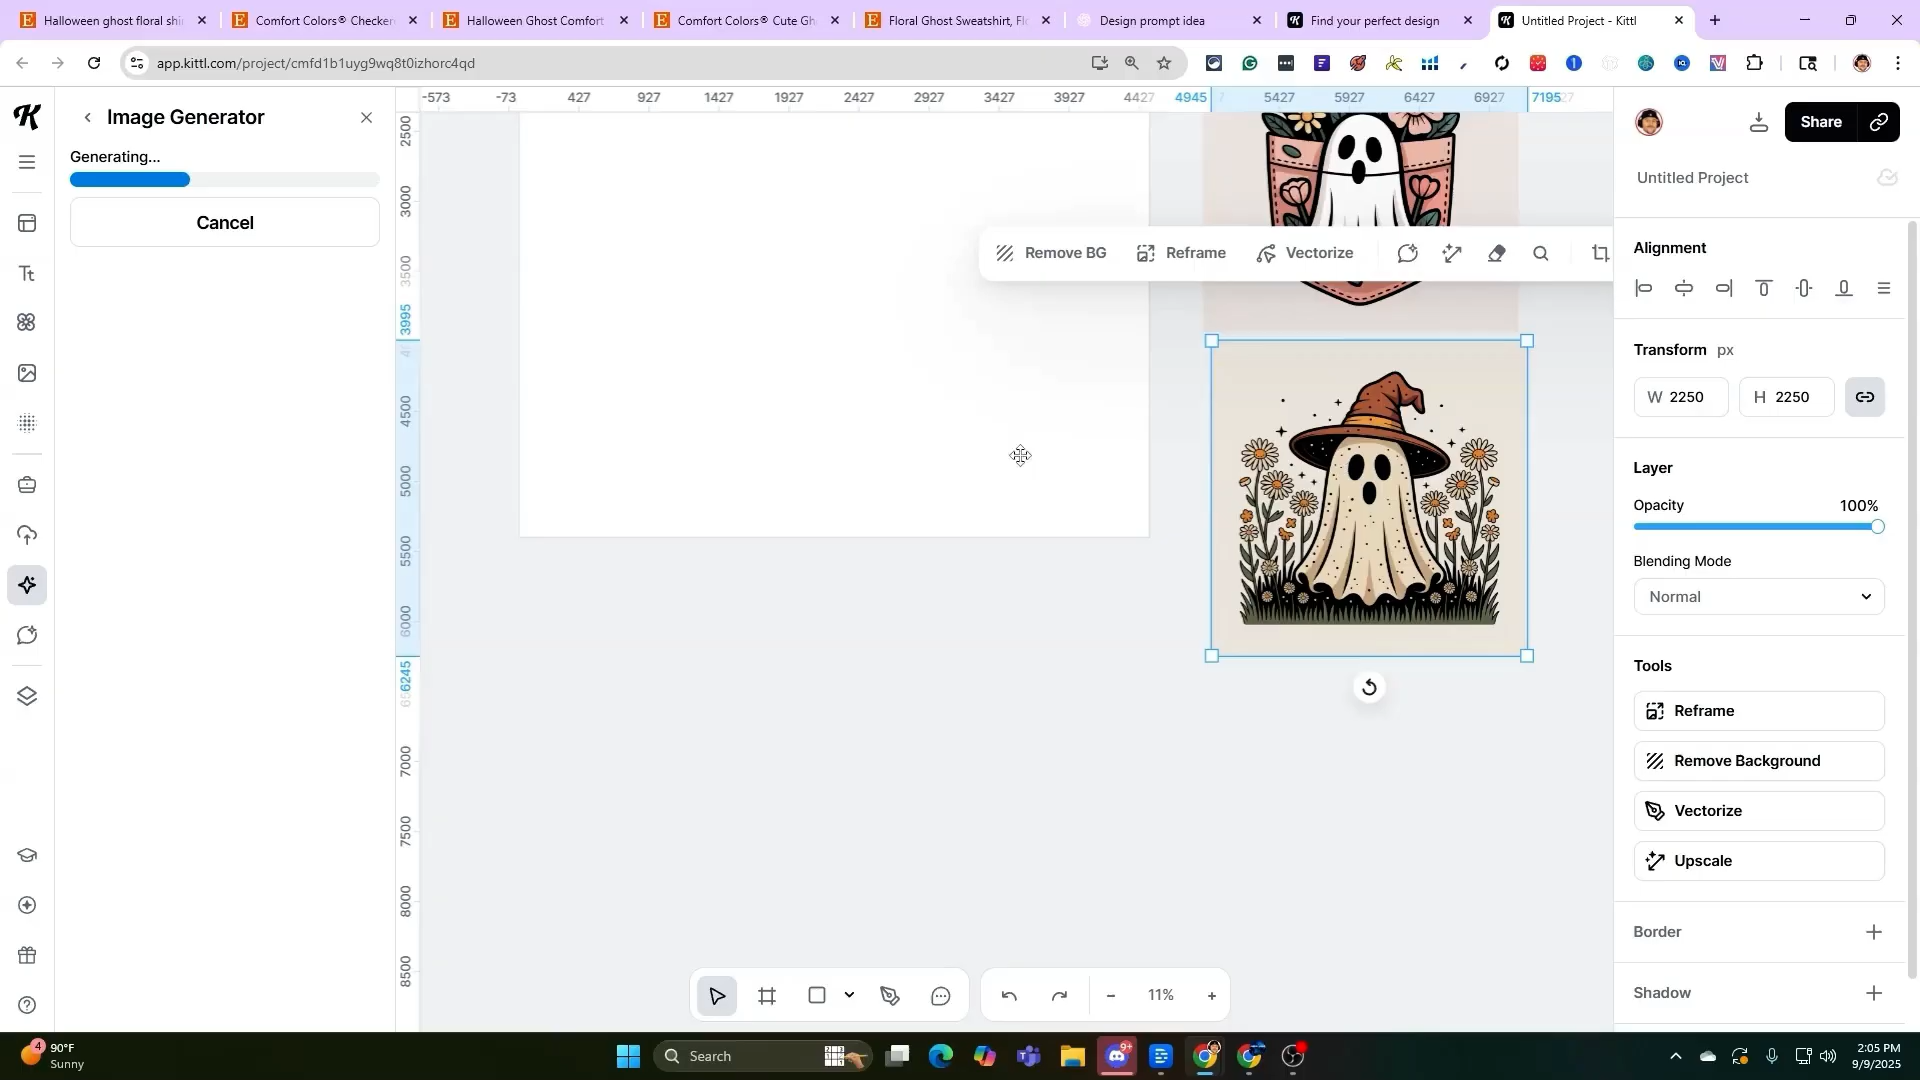 Halloween ghost floral shi
Comfort Colors® Checker
Halloween Ghost Comfort
Comfort Colors® Cute Gh
Floral Ghost Sweatshirt, Fl
Design prompt idea
Find your perfect design
Untitled Project - Kittl
app.kittl.com/project/cmfd1b1uyg9wq8t0izhorc4qd
Image Generator
Generating...
Cancel
-573 -73 427 927 1427 1927 2427 2927 3427 3927 4427 4945 5427 5927 6427 6927 7195
2500
3000
3500
3995
4500
5000
5500
6000
6245
7000
7500
8000
8500
Remove BG
Reframe
Vectorize
11%
Share
Untitled Project
Alignment
Transform px
W 2250 H 2250
Layer
Opacity 100%
Blending Mode
Normal
Tools
Reframe
Remove Background
Vectorize
Upscale
Border
Shadow
4
90°F
Sunny
Search
9+
2:05 PM
9/9/2025